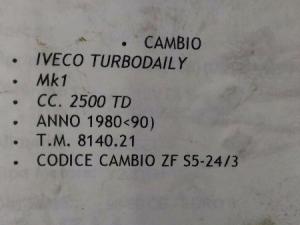 • CAMBIO
• IVECO TURBODAILY
• Mk1
• CC. 2500 TD
• ANNO 1980<90)
• T.M. 8140.21
• CODICE CAMBIO ZF S5-24/3